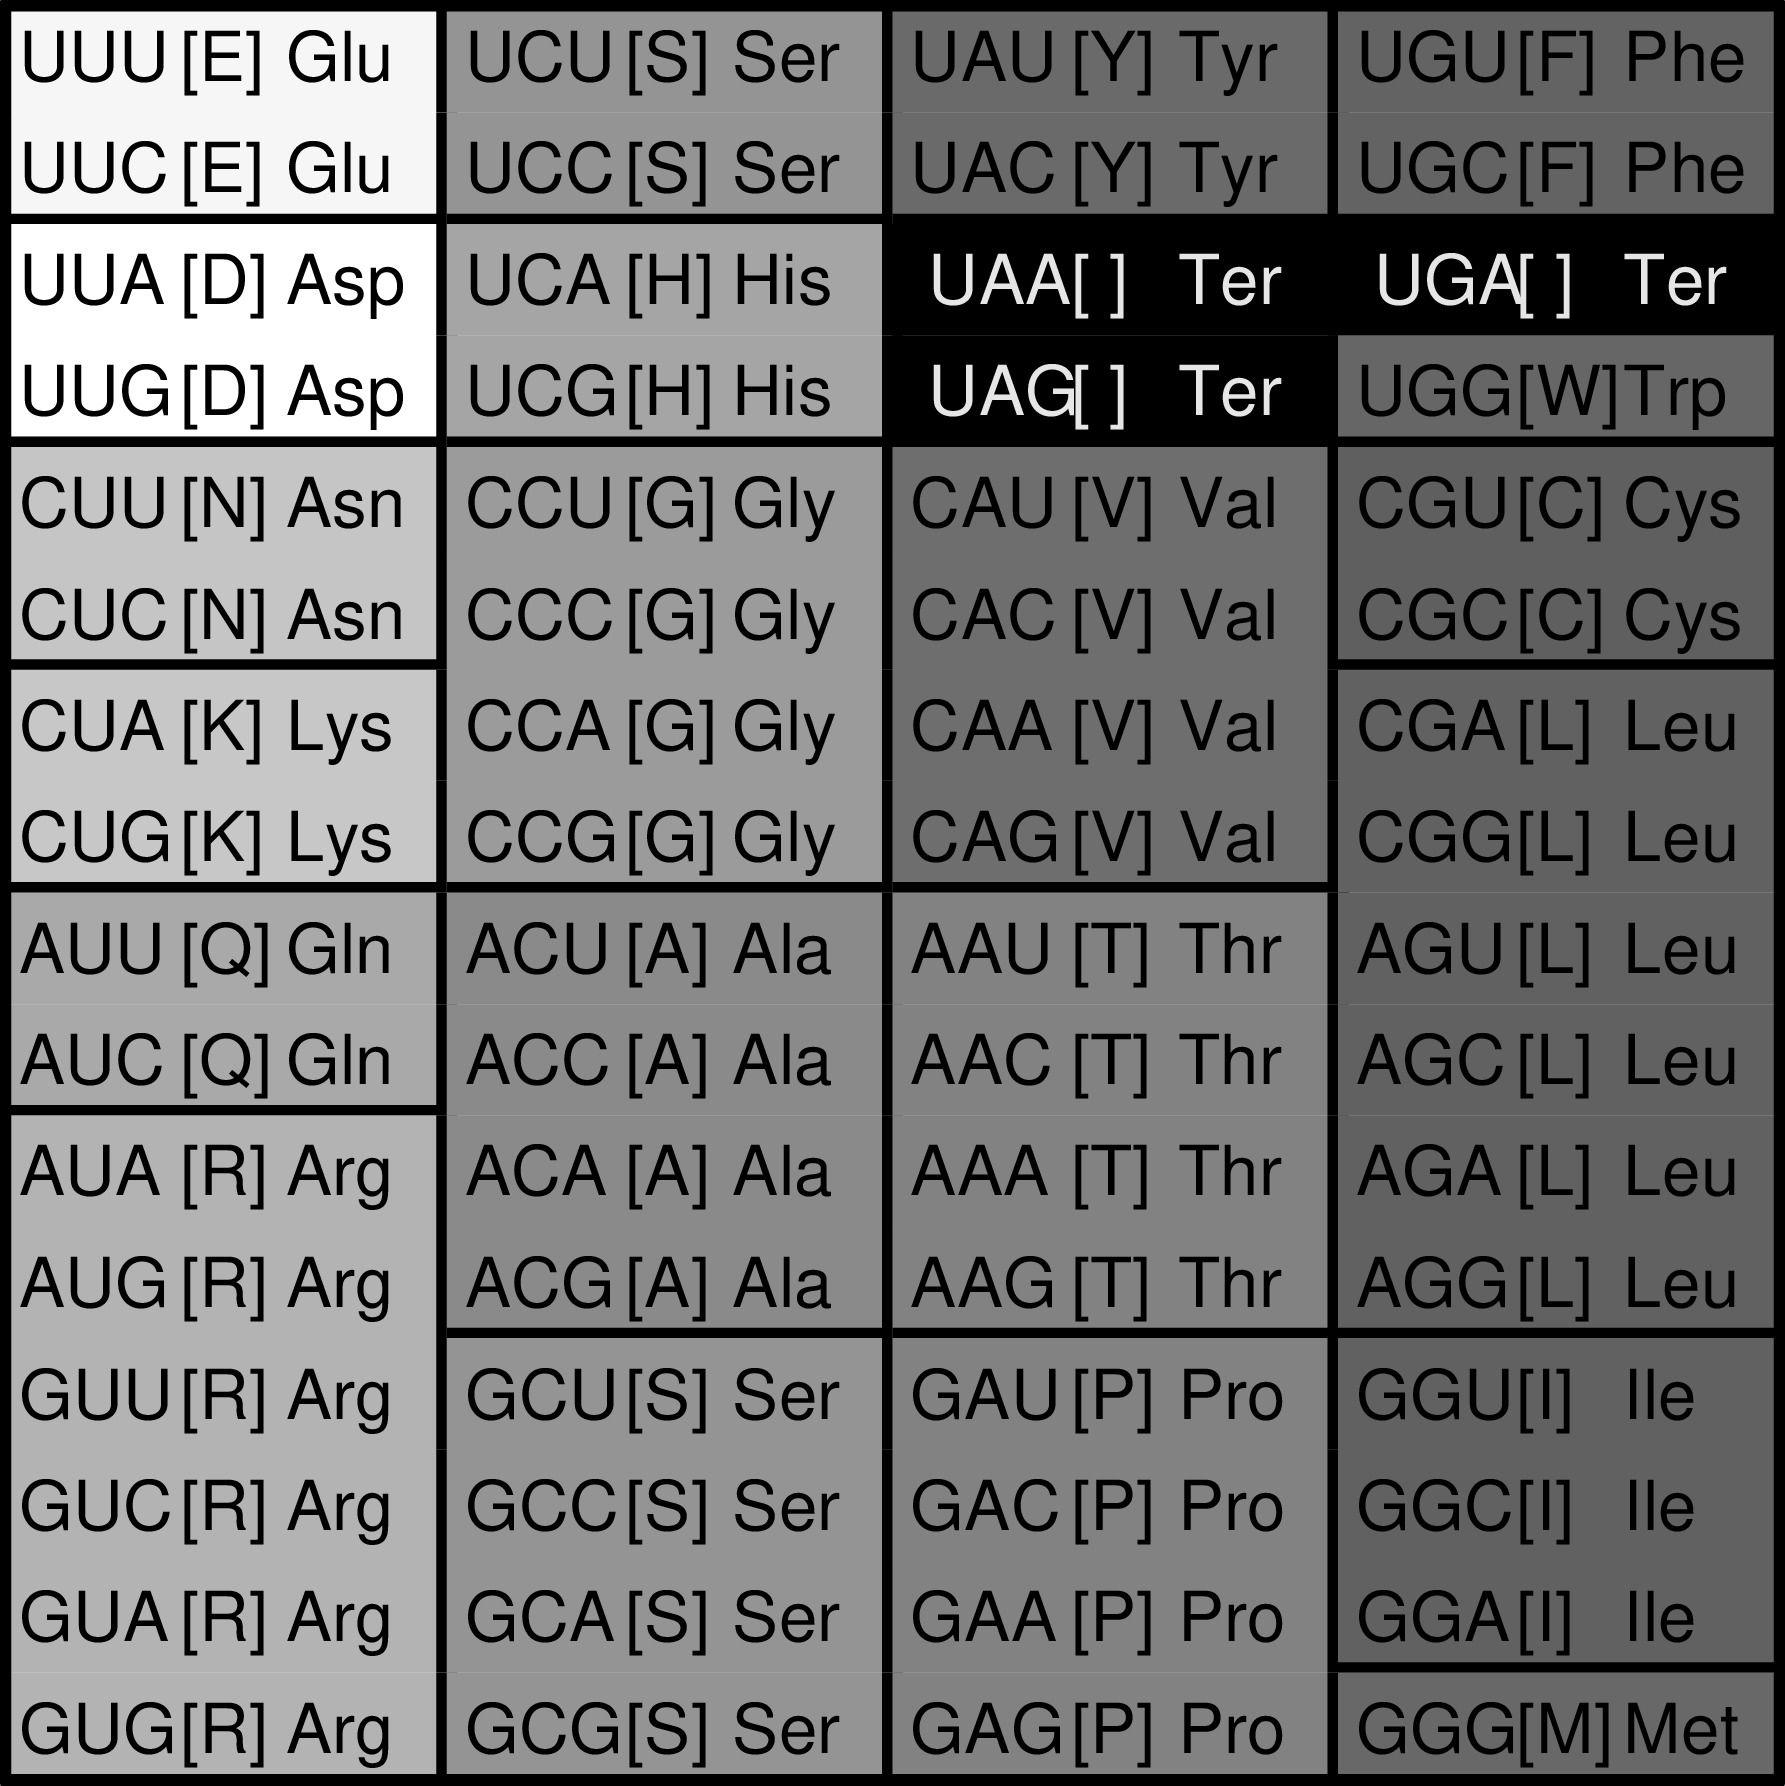 UUU [E] Glu UCU [S] Ser UAU [Y] Tyr UGU [F] Phe
UUC [E] Glu UCC [S] Ser UAC [Y] Tyr UGC [F] Phe
UUA [D] Asp UCA [H] His UAA [ ] Ter UGA [ ] Ter
UUG [D] Asp UCG [H] His UAG [ ] Ter UGG [W] Trp
CUU [N] Asn CCU [G] Gly CAU [V] Val CGU [C] Cys
CUC [N] Asn CCC [G] Gly CAC [V] Val CGC [C] Cys
CUA [K] Lys CCA [G] Gly CAA [V] Val CGA [L] Leu
CUG [K] Lys CCG [G] Gly CAG [V] Val CGG [L] Leu
AUU [Q] Gln ACU [A] Ala AAU [T] Thr AGU [L] Leu
AUC [Q] Gln ACC [A] Ala AAC [T] Thr AGC [L] Leu
AUA [R] Arg ACA [A] Ala AAA [T] Thr AGA [L] Leu
AUG [R] Arg ACG [A] Ala AAG [T] Thr AGG [L] Leu
GUU [R] Arg GCU [S] Ser GAU [P] Pro GGU [I] Ile
GUC [R] Arg GCC [S] Ser GAC [P] Pro GGC [I] Ile
GUA [R] Arg GCA [S] Ser GAA [P] Pro GGA [I] Ile
GUG [R] Arg GCG [S] Ser GAG [P] Pro GGG [M] Met